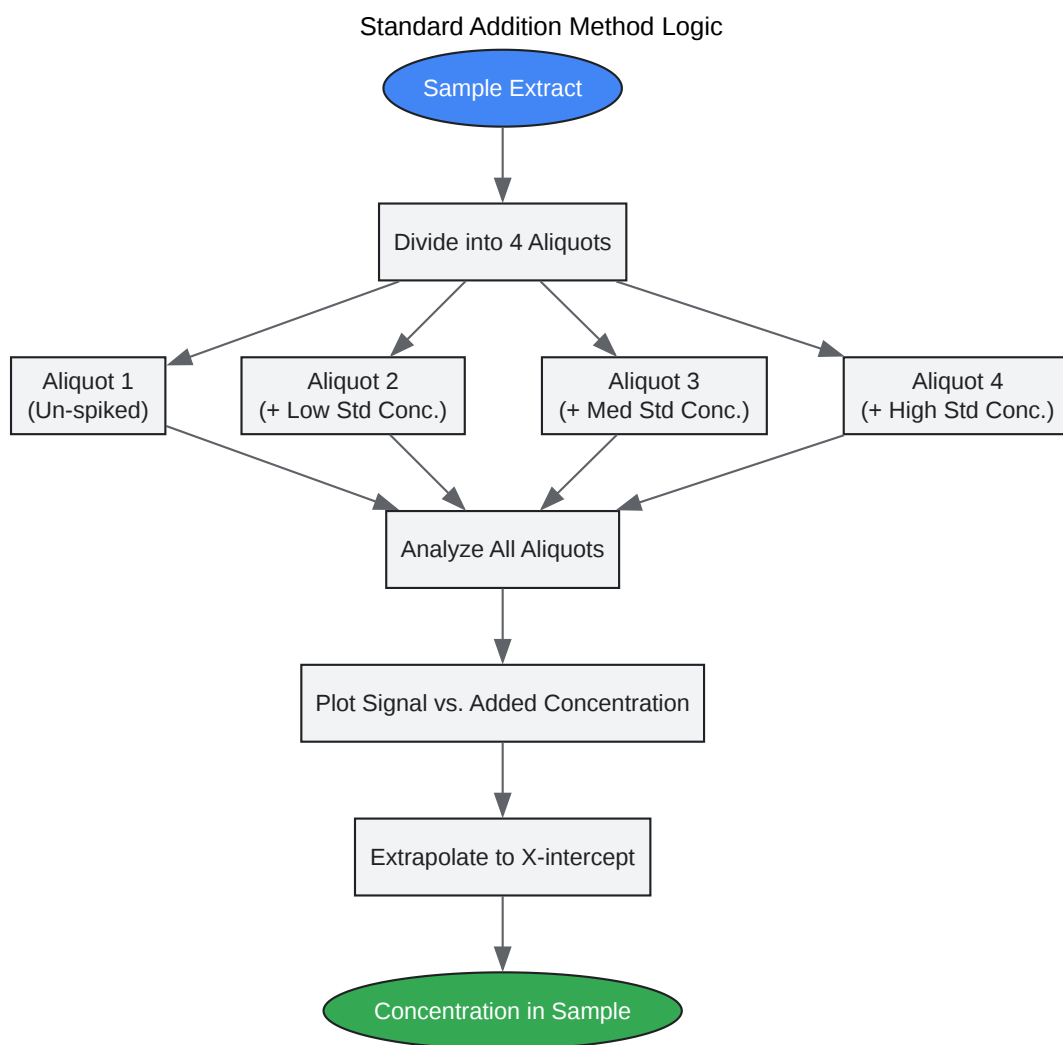 Standard Addition Method Logic
Sample Extract
Divide into 4 Aliquots
Aliquot 1
(Un-spiked)
Aliquot 2
(+ Low Std Conc.)
Aliquot 3
(+ Med Std Conc.)
Aliquot 4
(+ High Std Conc.)
Analyze All Aliquots
Plot Signal vs. Added Concentration
Extrapolate to X-intercept
Concentration in Sample